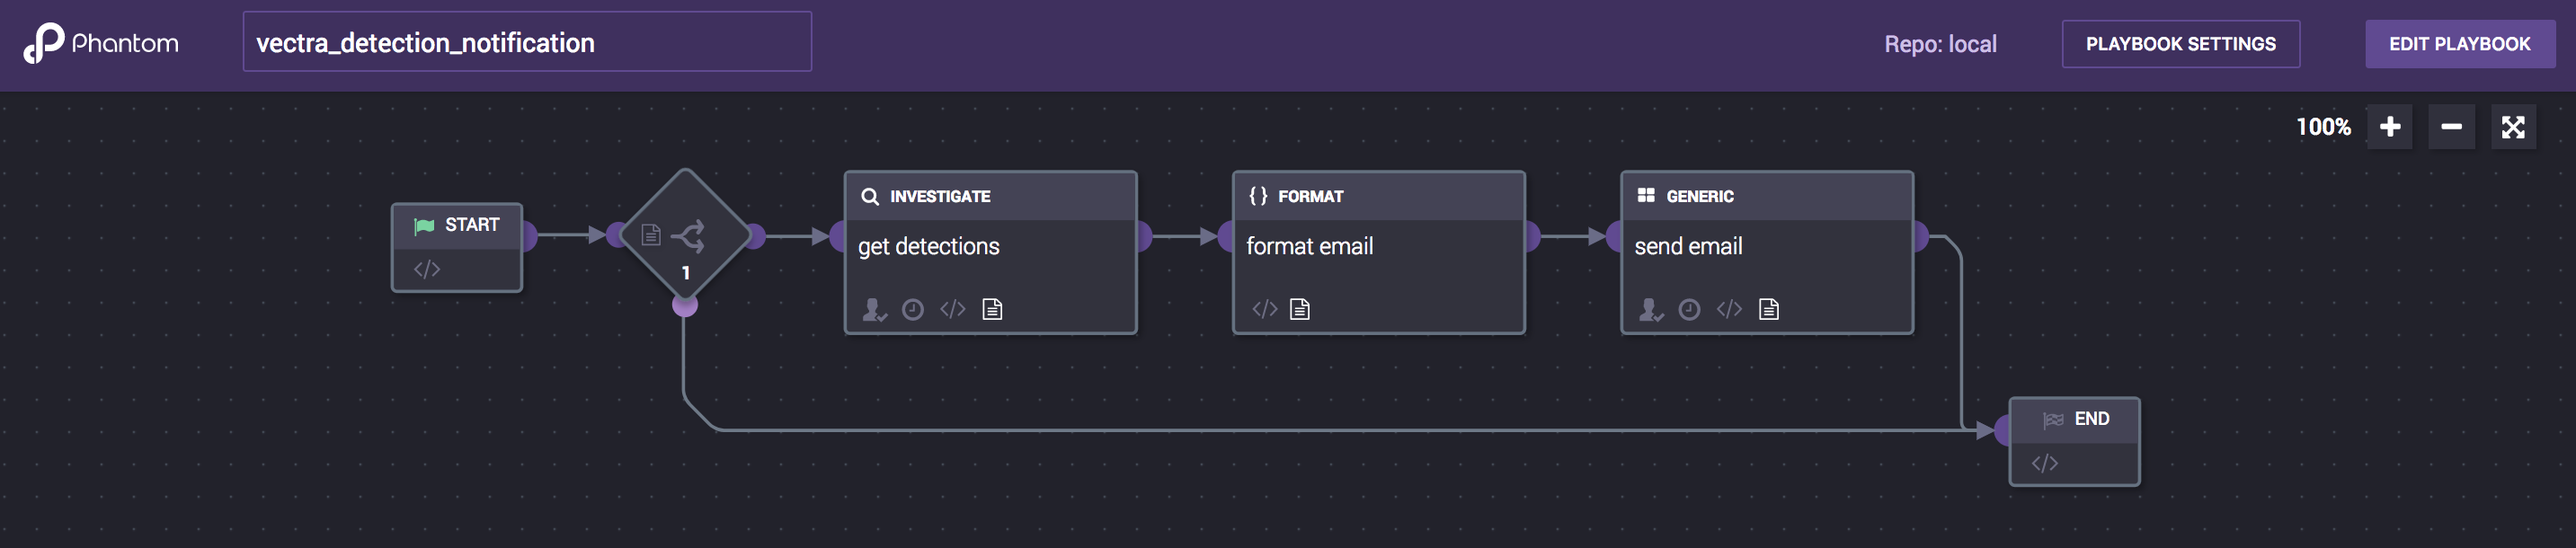 Phantom
vectra_detection_notification
Repo: local
PLAYBOOK SETTINGS
EDIT PLAYBOOK
100%
START
</>
1
INVESTIGATE
get detections
</>
{} FORMAT
format email
</>
GENERIC
send email
</>
END
</>